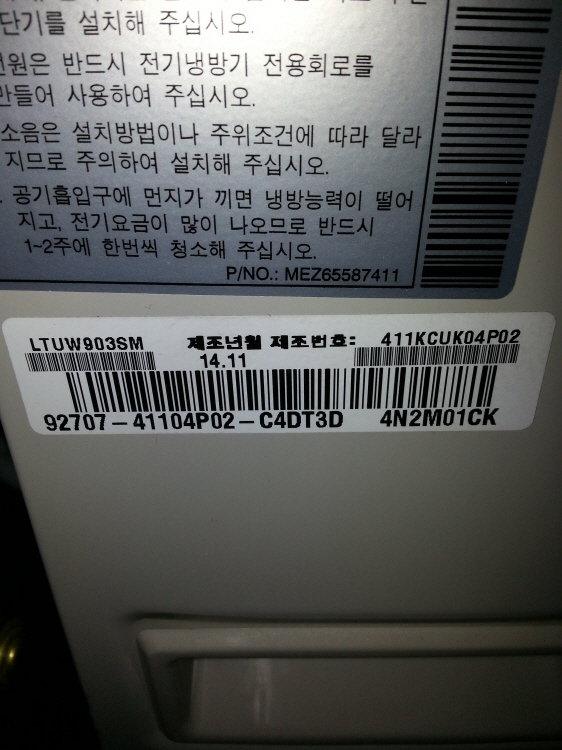 단기를 설치해 주십시오.
전원은 반드시 전기냉방기 전용회로를
만들어 사용하여 주십시오.
소음은 설치방법이나 주위조건에 따라 달라
지므로 주의하여 설치해 주십시오.
공기흡입구에 먼지가 끼면 냉방능력이 떨어
지고, 전기요금이 많이 나오므로 반드시
1~2주에 한번씩 청소해 주십시오.
P/NO.: MEZ65587411
LTUW903SM 제조년월 제조번호: 411KCUK04P02
14.11
92707-41104P02-C4DT3D 4N2M01CK